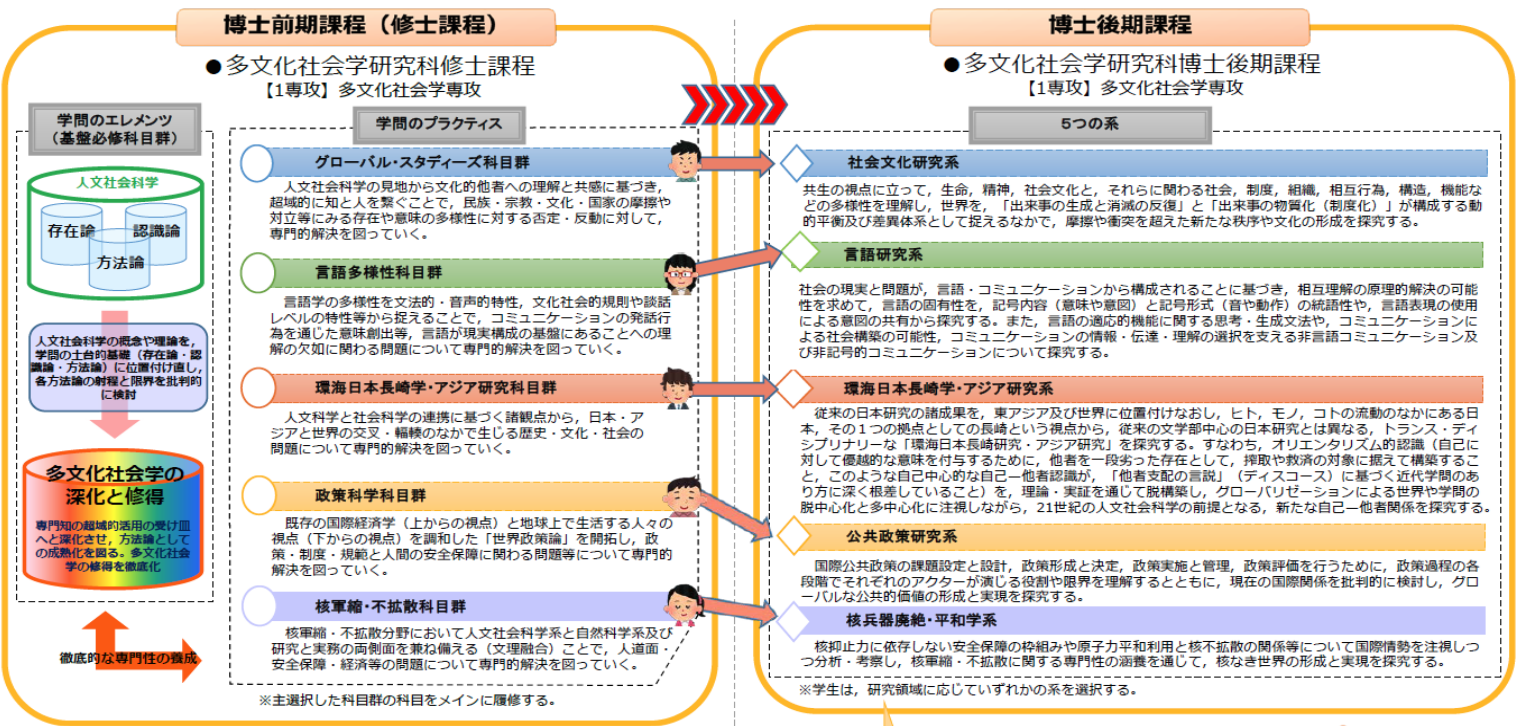 博士前期課程（修士課程）
●多文化社会学研究科修士課程
【1専攻】多文化社会学専攻
学問のエレメンツ
（基盤必修科目群）
人文社会科学
存在論
認識論
方法論
人文社会科学の概念や理論を，
学問の土台的基礎（存在論・認
識論・方法論）に位置付け直し，
各方法論の射程と限界を批判的
に検討
多文化社会学の
深化と修得
専門知の超域的活用の受け皿
へと深化させ，方法論として
の成熟化を図る。多文化社会
学の修得を徹底化
徹底的な専門性の養成
学問のプラクティス
グローバル・スタディーズ科目群
人文社会科学の見地から文化的他者への理解と共感に基づき，
超域的に知と人を繋ぐことで，民族・宗教・文化・国家の摩擦や
対立等にみる存在や意味の多様性に対する否定・反動に対して，
専門的解決を図っていく。
言語多様性科目群
言語学の多様性を文法的・音声的特性，文化社会的規則や談話
レベルの特性等から捉えることで，コミュニケーションの発話行
為を通じた意味創出等，言語が現実構成の基盤にあることへの理
解の欠如に関わる問題について専門的解決を図っていく。
環海日本長崎学・アジア研究科目群
人文科学と社会科学の連携に基づく諸観点から，日本・ア
ジアと世界の交叉・輻輳のなかで生じる歴史・文化・社会の
問題について専門的解決を図っていく。
政策科学科目群
既存の国際経済学（上からの視点）と地球上で生活する人々の
視点（下からの視点）を調和した「世界政策論」を開拓し，政
策・制度・規範と人間の安全保障に関わる問題等について専門的
解決を図っていく。
核軍縮・不拡散科目群
核軍縮・不拡散分野において人文社会科学系と自然科学系及び
研究と実務の両側面を兼ね備える（文理融合）ことで，人道面・
安全保障・経済等の問題について専門的解決を図っていく。
※主選択した科目群の科目をメインに履修する。
博士後期課程
●多文化社会学研究科博士後期課程
【1専攻】多文化社会学専攻
5つの系
社会文化研究系
共生の視点に立って，生命，精神，社会文化と，それらに関わる社会，制度，組織，相互行為，構造，機能な
どの多様性を理解し，世界を，「出来事の生成と消滅の反復」と「出来事の物質化（制度化）」が構成する動
的平衡及び差異体系として捉えるなかで，摩擦や衝突を超えた新たな秩序や文化の形成を探究する。
言語研究系
社会の現実と問題が，言語・コミュニケーションから構成されることに基づき，相互理解の原理的解決の可能
性を求めて，言語の固有性を，記号内容（意味や意図）と記号形式（音や動作）の統語性や，言語表現の使用
による意図の共有から探究する。また，言語の適応的機能に関する思考・生成文法や，コミュニケーションに
よる社会構築の可能性，コミュニケーションの情報・伝達・理解の選択を支える非言語コミュニケーション及
び非記号的コミュニケーションについて探究する。
環海日本長崎学・アジア研究系
従来の日本研究の諸成果を，東アジア及び世界に位置付けなおし，ヒト，モノ，コトの流動のなかにある日
本，その１つの拠点としての長崎という視点から，従来の文学部中心の日本研究とは異なる，トランス・ディ
シプリナリーな「環海日本長崎研究・アジア研究」を探究する。すなわち，オリエンタリズム的認識（自己に
対して優越的な意味を付与するために，他者を一段劣った存在として，搾取や救済の対象に据えて構築するこ
と，このような自己中心的な自己―他者認識が，「他者支配の言説」（ディスコース）に基づく近代学問のあ
り方に深く根差していること）を，理論・実証を通じて脱構築し，グローバリゼーションによる世界や学問の
脱中心化と多中心化に注視しながら，21世紀の人文社会科学の前提となる，新たな自己―他者関係を探究する。
公共政策研究系
国際公共政策の課題設定と設計，政策形成と決定，政策実施と管理，政策評価を行うために，政策過程の各
段階でそれぞれのアクターが演じる役割や限界を理解するとともに，現在の国際関係を批判的に検討し，グロ
ーバルな公共的価値の形成と実現を探究する。
核兵器廃絶・平和学系
核抑止力に依存しない安全保障の枠組みや原子力平和利用と核不拡散の関係等について国際情勢を注視しつ
つ分析・考察し，核軍縮・不拡散に関する専門性の涵養を通じて，核なき世界の形成と実現を探究する。
※学生は，研究領域に応じていずれかの系を選択する。